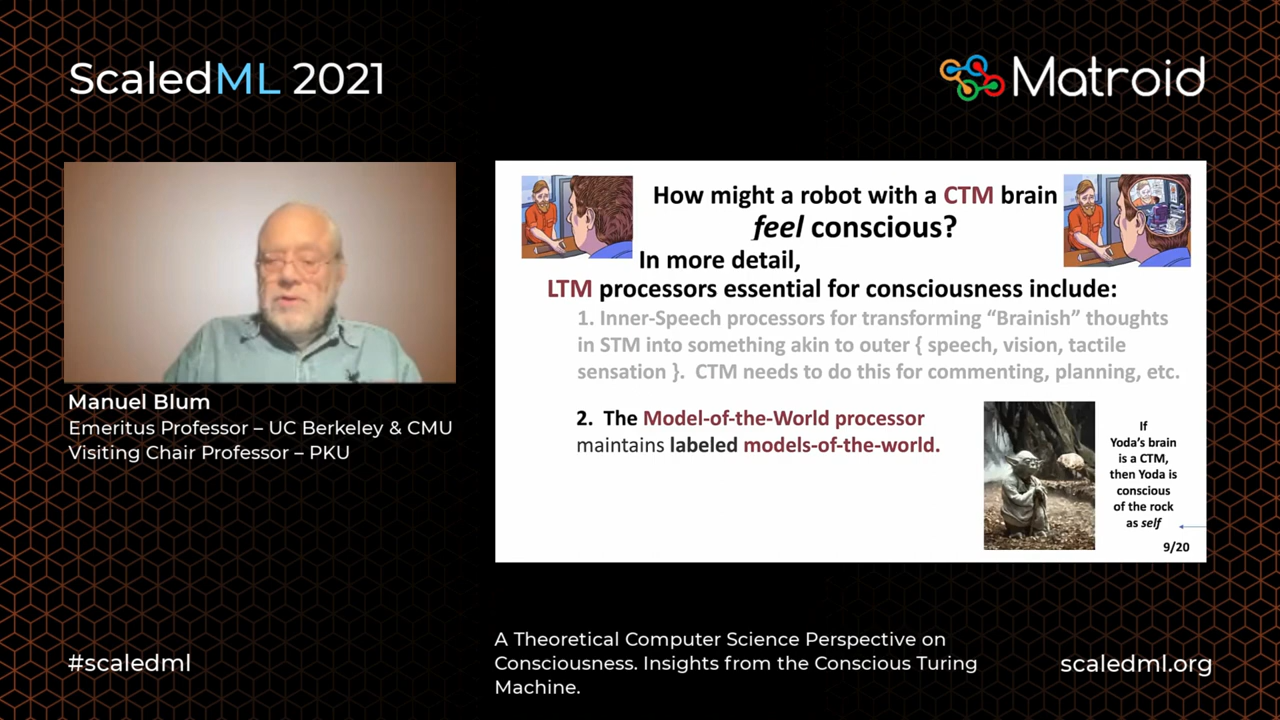 ScaledML 2021
Matroid
Manuel Blum
Emeritus Professor – UC Berkeley & CMU
Visiting Chair Professor – PKU
How might a robot with a CTM brain
feel conscious?
In more detail,
LTM processors essential for consciousness include:
1. Inner-Speech processors for transforming “Brainish” thoughts
in STM into something akin to outer { speech, vision, tactile
sensation }. CTM needs to do this for commenting, planning, etc.
2. The Model-of-the-World processor
maintains labeled models-of-the-world.
If
Yoda’s brain
is a CTM,
then Yoda is
conscious
of the rock
as self
9/20
#scaledml
A Theoretical Computer Science Perspective on
Consciousness. Insights from the Conscious Turing
Machine.
scaledml.org